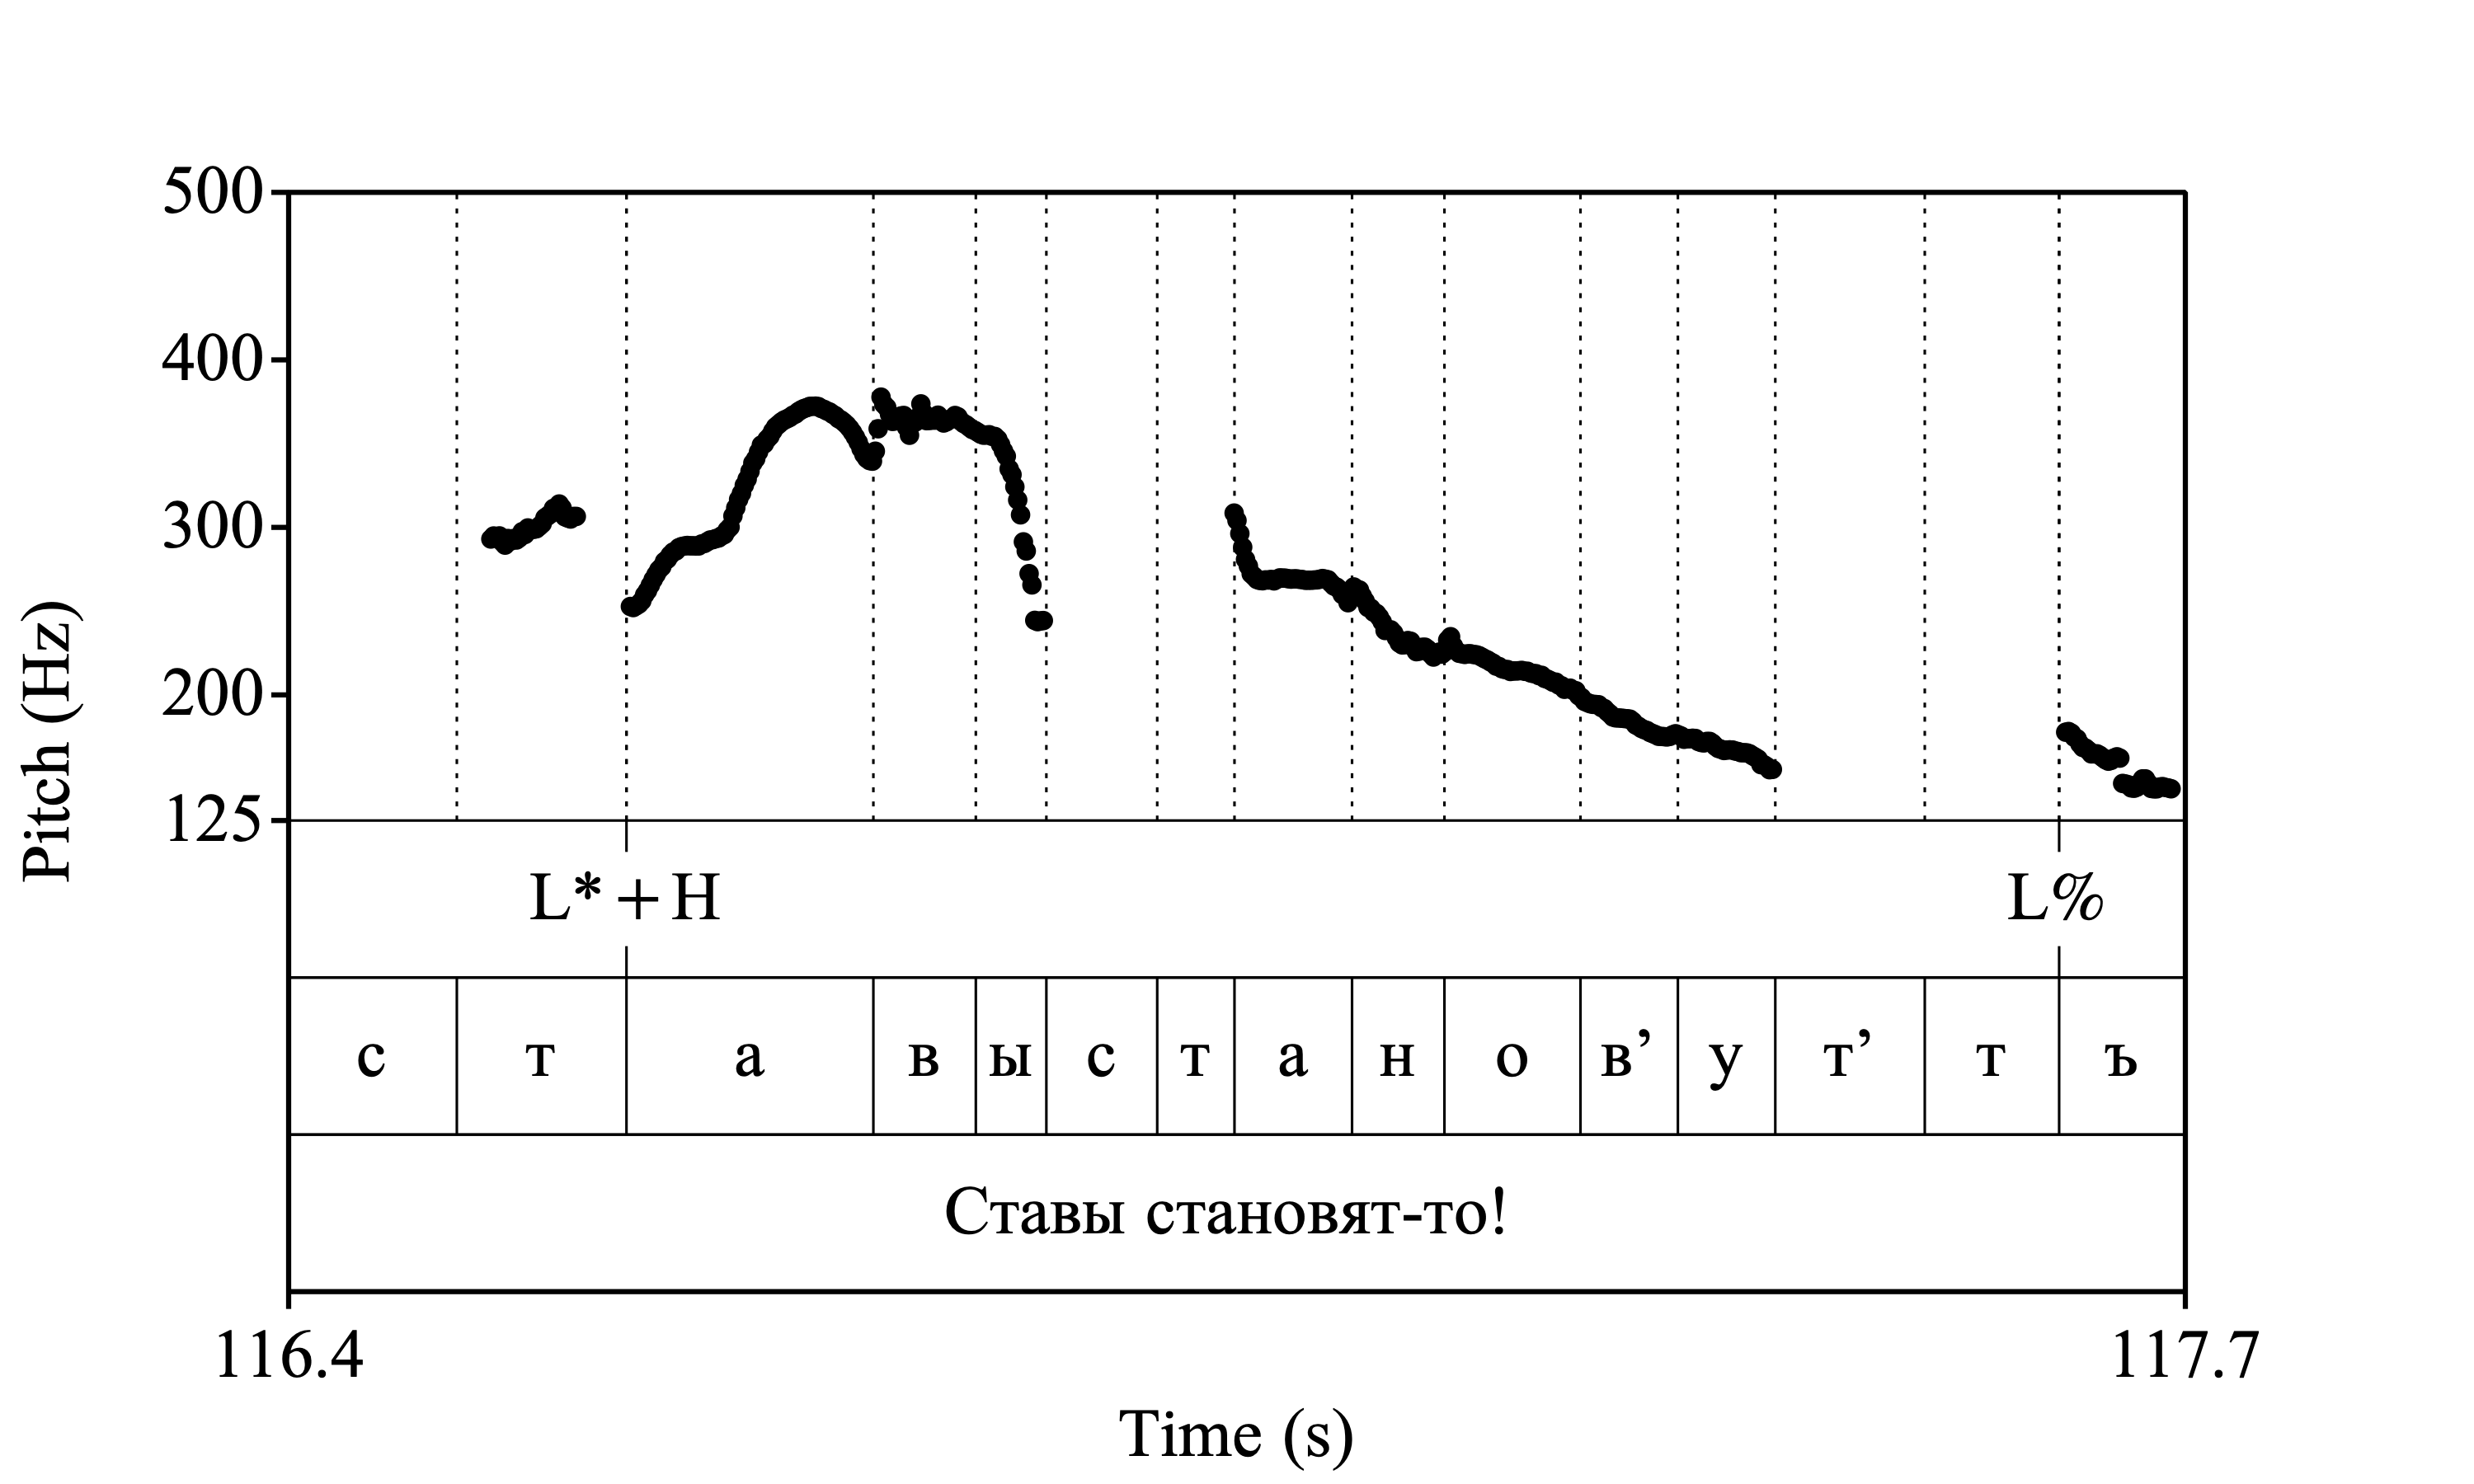 500
400
300
200
125
Pitch (Hz)
L*+H L%
с т а в ы с т а н о в’ у т’ т ъ
Ставы становят-то!
116.4 117.7
Time (s)